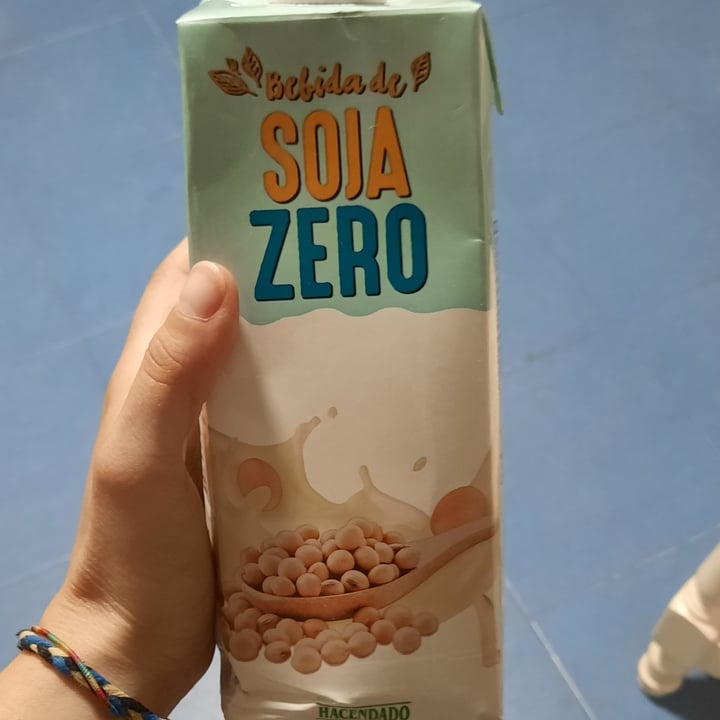 Bebida de
SOJA
ZERO
HACENDADO